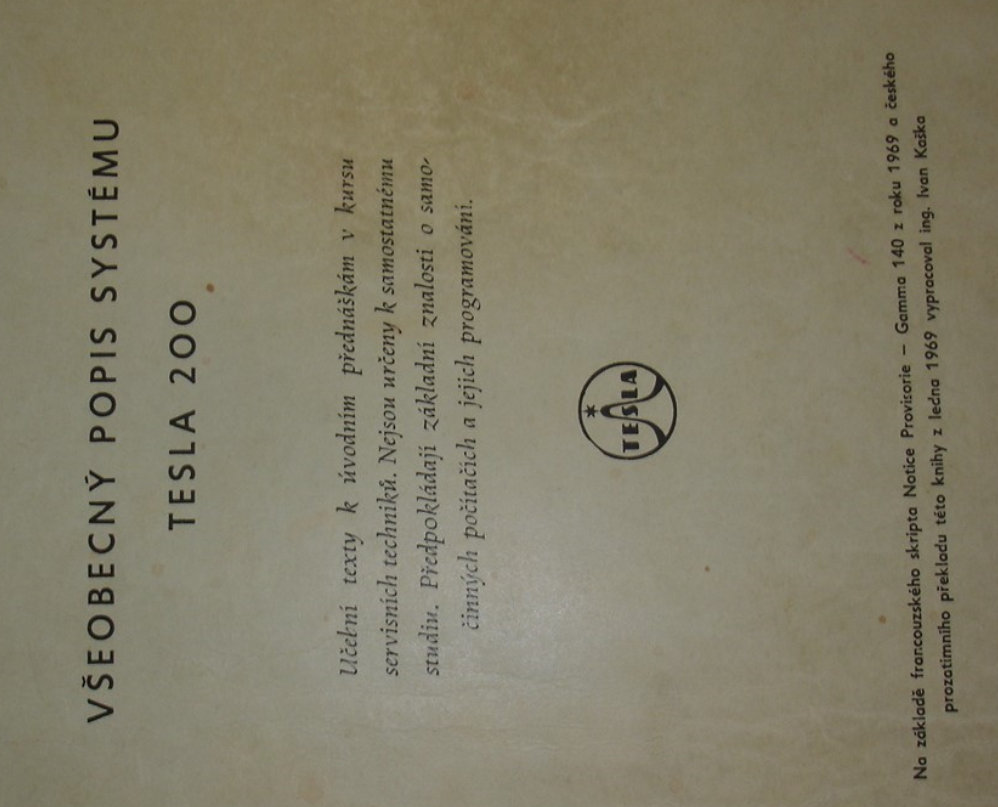 VŠEOBECNÝ POPIS SYSTÉMU
TESLA 200
Učební texty k úvodním přednáškám v kursu
servisních techniků. Nejsou určeny k samostatnému
studiu. Předpokládají základní znalosti o samo-
činných počítačích a jejich programování.
TESLA
Na základě francouzského skripta Notice Provisorie – Gamma 140 z roku 1969 a českého
prozatimního překladu této knihy z ledna 1969 vypracoval ing. Ivan Kaška